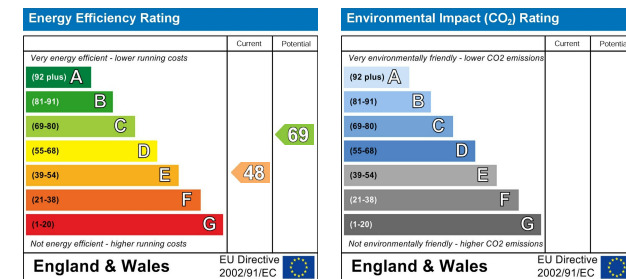 Energy Efficiency Rating
Current Potential
Very energy efficient - lower running costs
(92 plus) A
(81-91) B
(69-80) C
(55-68) D
(39-54) E
(21-38) F
(1-20) G
48
69
Not energy efficient - higher running costs
England & Wales
EU Directive
2002/91/EC
Environmental Impact (CO2) Rating
Current Potential
Very environmentally friendly - lower CO2 emissions
(92 plus) A
(81-91) B
(69-80) C
(55-68) D
(39-54) E
(21-38) F
(1-20) G
Not environmentally friendly - higher CO2 emissions
England & Wales
EU Directive
2002/91/EC